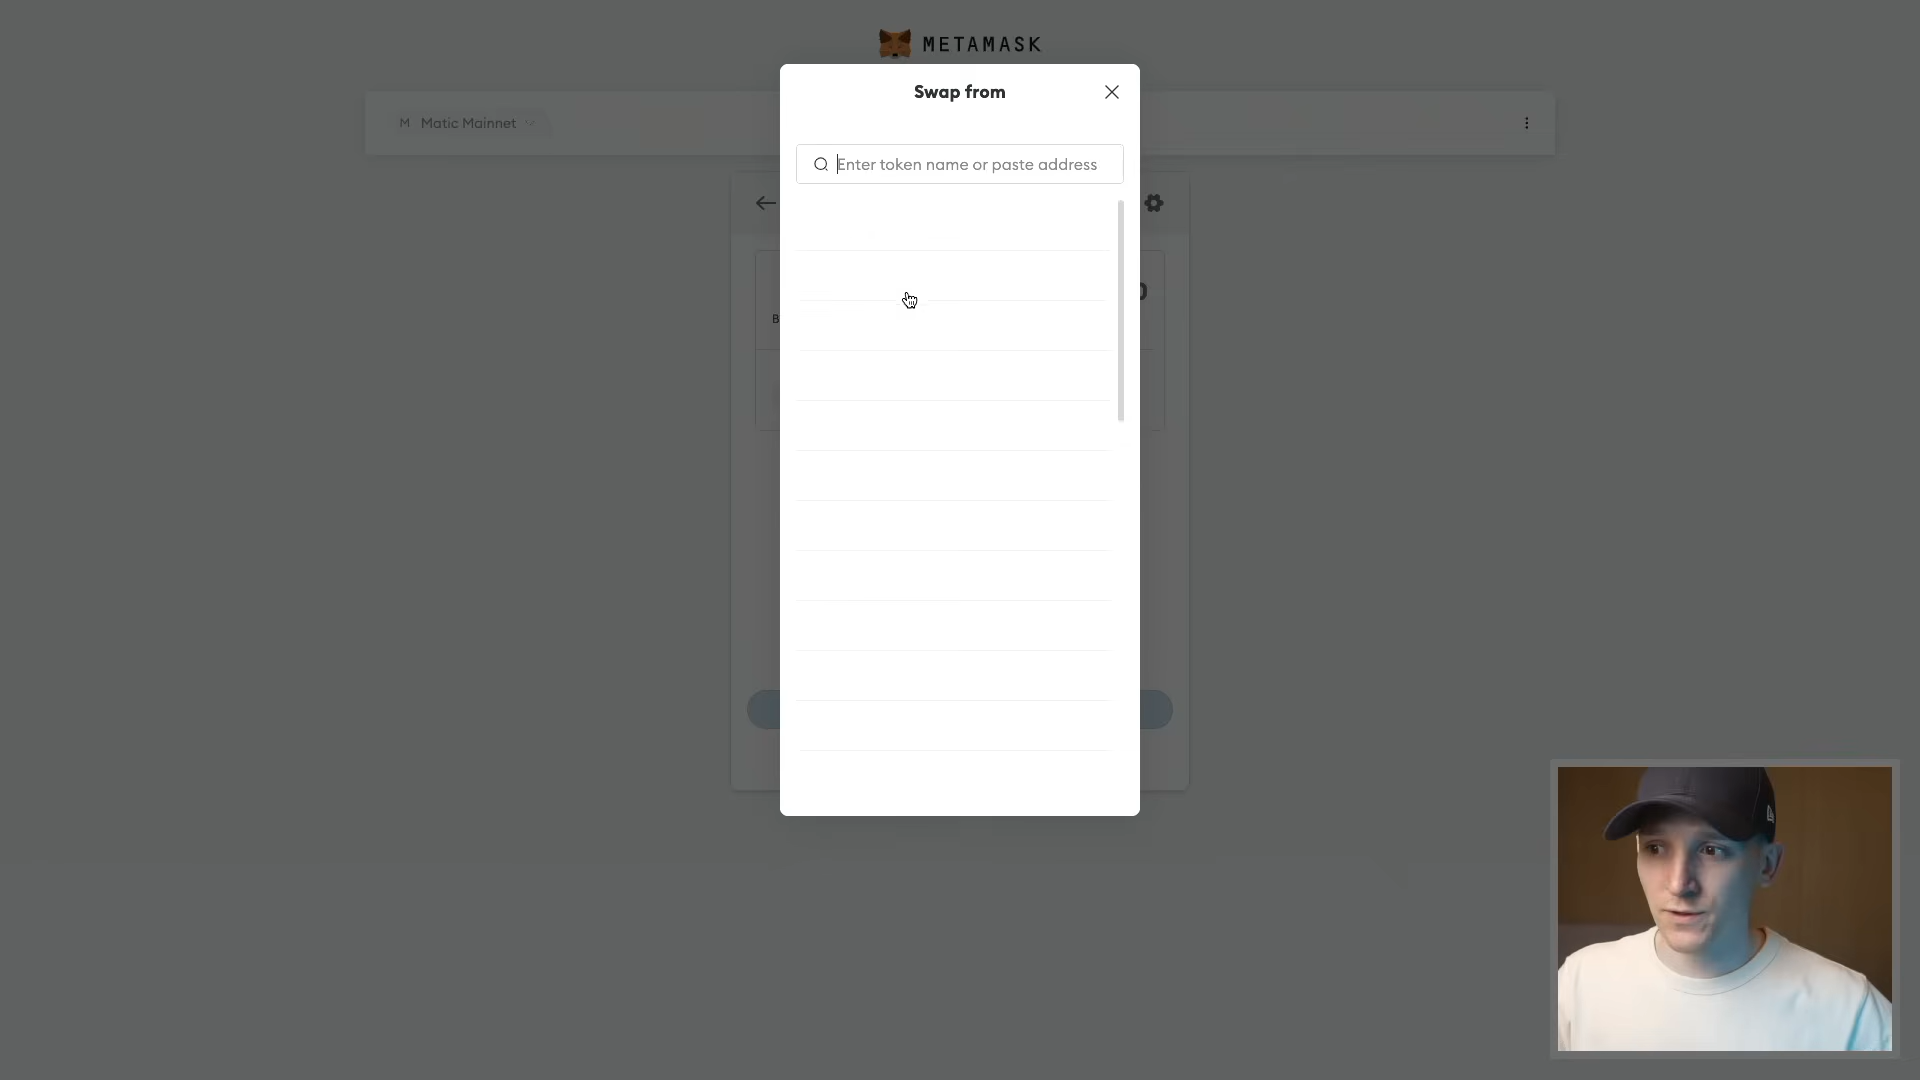 METAMASK
Swap from
M Matic Mainnet
Enter token name or paste address